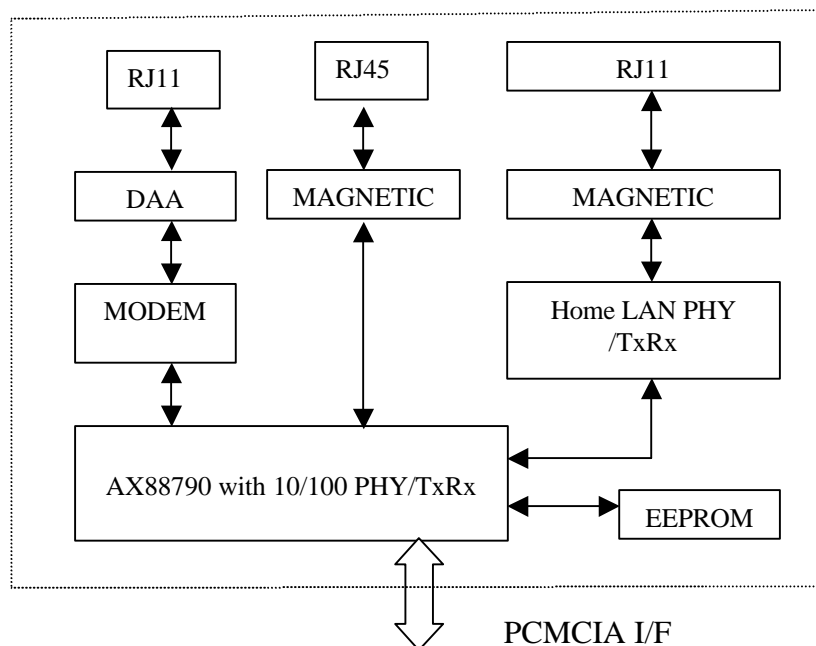 RJ11
RJ45
RJ11
DAA
MAGNETIC
MAGNETIC
MODEM
Home LAN PHY
/TxRx
AX88790 with 10/100 PHY/TxRx
EEPROM
PCMCIA I/F